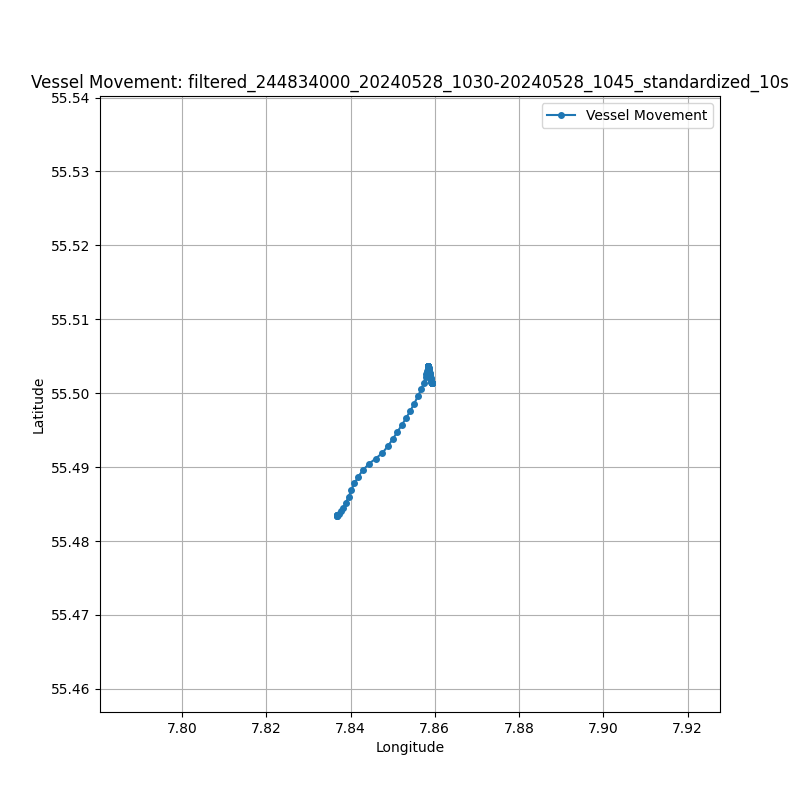 Vessel Movement: filtered_244834000_20240528_1030-20240528_1045_standardized_10s
Vessel Movement
55.54
55.53
55.52
55.51
55.50
55.49
55.48
55.47
55.46
Latitude
7.80 7.82 7.84 7.86 7.88 7.90 7.92
Longitude